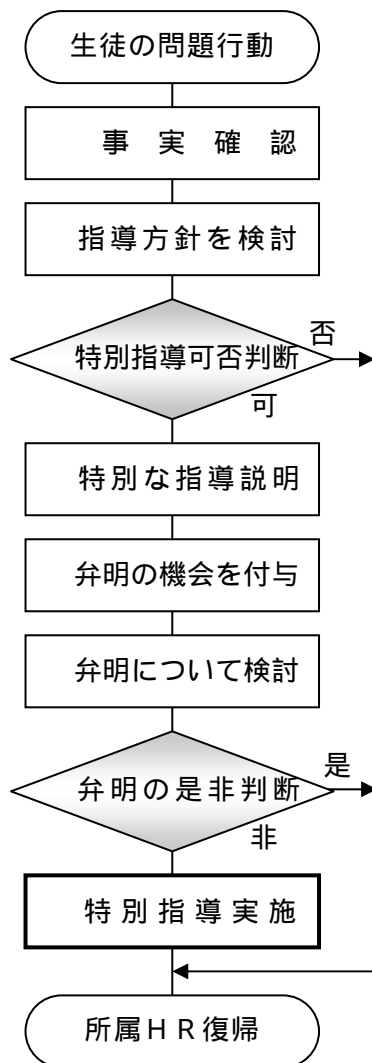 生徒の問題行動
事実確認
指導方針を検討
特別指導可否判断
否
可
特別な指導説明
弁明の機会を付与
弁明について検討
弁明の是非判断
是
非
特別指導実施
所属ＨＲ復帰